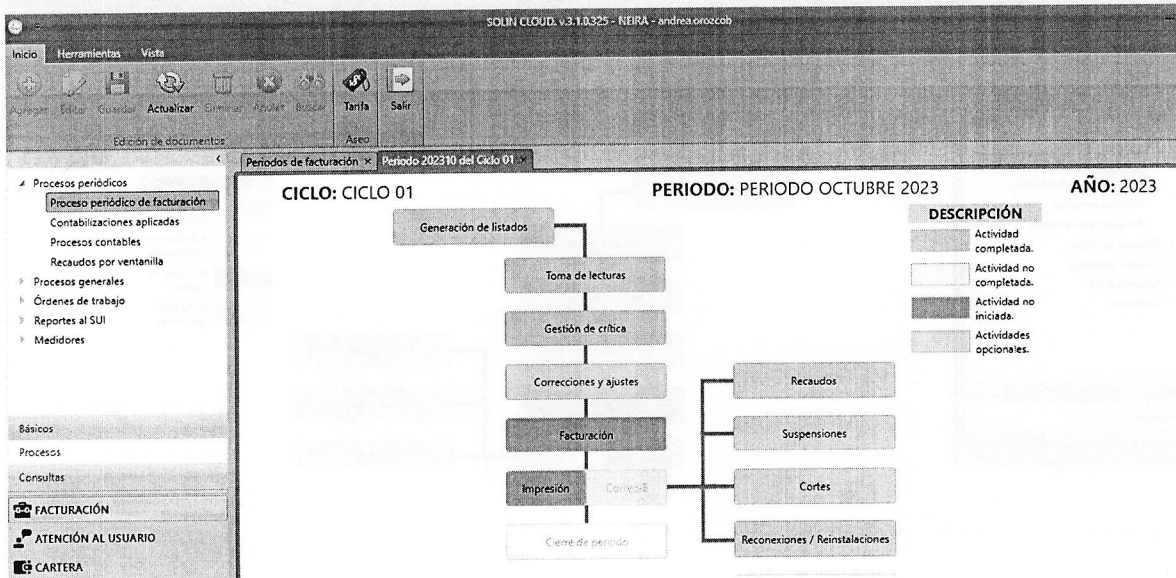 SOLIN CLOUD. v.3.1.0.325 - NEIRA - andrea.orozcob
Inicio Herramientas Vista
Agregar Editar Guardar Actualizar Eliminar Anular Buscar Tarifa Salir
Edición de documentos Aseo
Periodos de facturación × Periodo 202310 del Ciclo 01 ×
Procesos periódicos
Proceso periódico de facturación
Contabilizaciones aplicadas
Procesos contables
Recaudos por ventanilla
Procesos generales
Órdenes de trabajo
Reportes al SUI
Medidores
Básicos
Procesos
Consultas
FACTURACIÓN
ATENCIÓN AL USUARIO
CARTERA
CICLO: CICLO 01 PERIODO: PERIODO OCTUBRE 2023 AÑO: 2023
DESCRIPCIÓN
Actividad
completada.
Actividad no
completada.
Actividad no
iniciada.
Actividades
opcionales.
Generación de listados
Toma de lecturas
Gestión de crítica
Correcciones y ajustes
Facturación
Impresión
Cierre de periodo
Recaudos
Suspensiones
Cortes
Reconexiones / Reinstalaciones